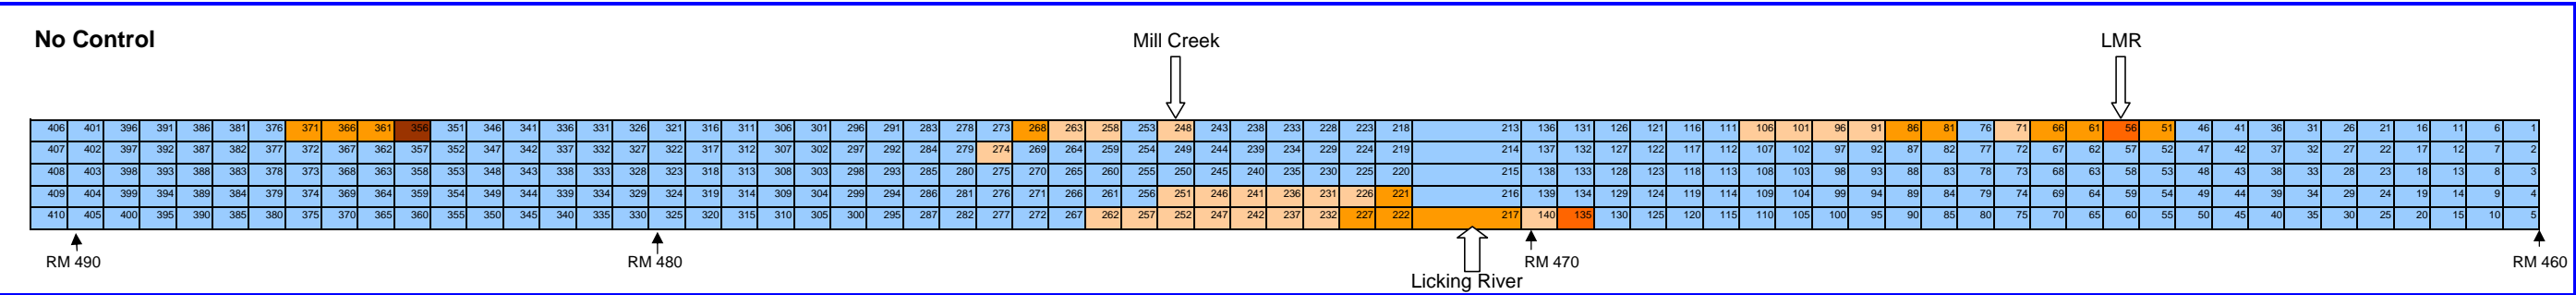 No Control
Mill Creek
LMR
406 401 396 391 386 381 376 371 366 361 356 351 346 341 336 331 326 321 316 311 306 301 296 291 283 278 273 268 263 258 253 248 243 238 233 228 223 218 213 136 131 126 121 116 111 106 101 96 91 86 81 76 71 66 61 56 51 46 41 36 31 26 21 16 11 6 1
407 402 397 392 387 382 377 372 367 362 357 352 347 342 337 332 327 322 317 312 307 302 297 292 284 279 274 269 264 259 254 249 244 239 234 229 224 219 214 137 132 127 122 117 112 107 102 97 92 87 82 77 72 67 62 57 52 47 42 37 32 27 22 17 12 7 2
408 403 398 393 388 383 378 373 368 363 358 353 348 343 338 333 328 323 318 313 308 303 298 293 285 280 275 270 265 260 255 250 245 240 235 230 225 220 215 138 133 128 123 118 113 108 103 98 93 88 83 78 73 68 63 58 53 48 43 38 33 28 23 18 13 8 3
409 404 399 394 389 384 379 374 369 364 359 354 349 344 339 334 329 324 319 314 309 304 299 294 286 281 276 271 266 261 256 251 246 241 236 231 226 221 216 139 134 129 124 119 114 109 104 99 94 89 84 79 74 69 64 59 54 49 44 39 34 29 24 19 14 9 4
410 405 400 395 390 385 380 375 370 365 360 355 350 345 340 335 330 325 320 315 310 305 300 295 287 282 277 272 267 262 257 252 247 242 237 232 227 222 217 140 135 130 125 120 115 110 105 100 95 90 85 80 75 70 65 60 55 50 45 40 35 30 25 20 15 10 5
RM 490 RM 480 RM 470 RM 460
Licking River